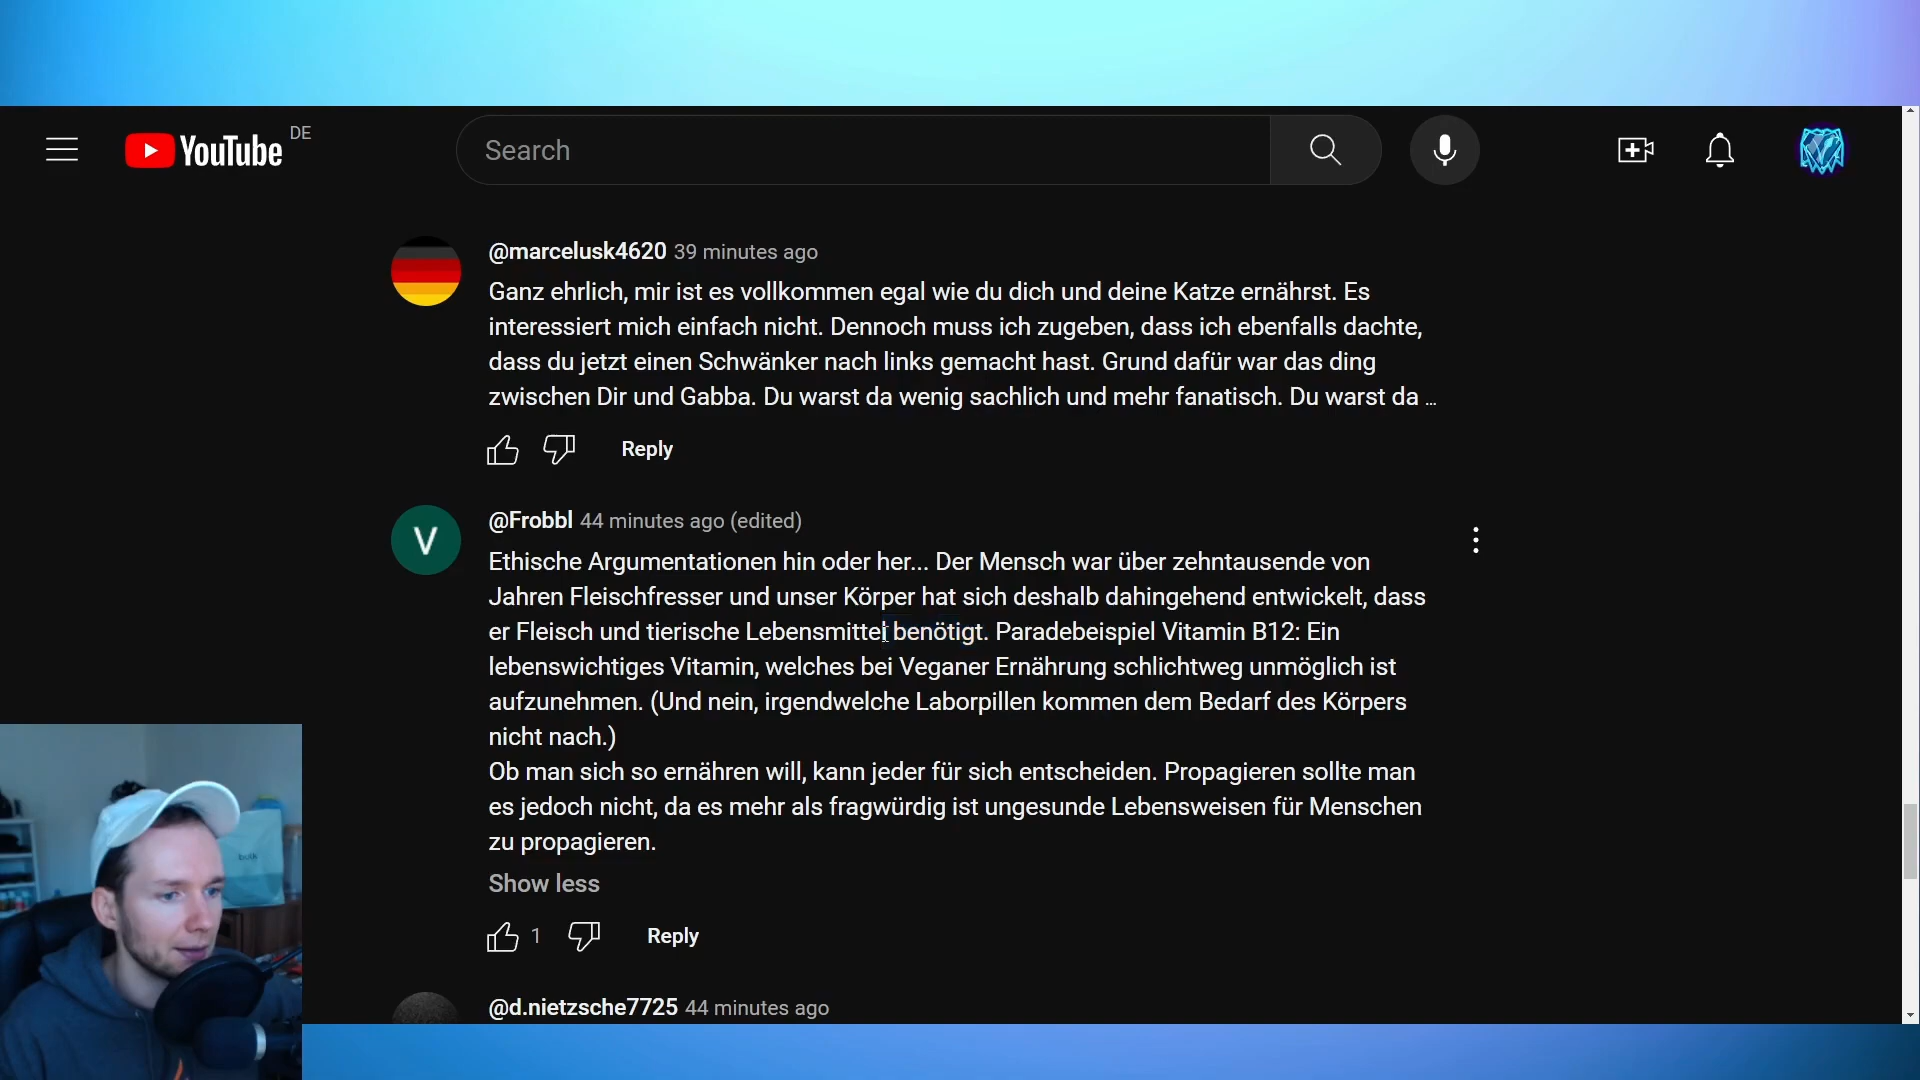 YouTube DE
Search
@marcelusk4620 39 minutes ago
Ganz ehrlich, mir ist es vollkommen egal wie du dich und deine Katze ernährst. Es
interessiert mich einfach nicht. Dennoch muss ich zugeben, dass ich ebenfalls dachte,
dass du jetzt einen Schwänker nach links gemacht hast. Grund dafür war das ding
zwischen Dir und Gabba. Du warst da wenig sachlich und mehr fanatisch. Du warst da ...
Reply
V
@Frobbl 44 minutes ago (edited)
Ethische Argumentationen hin oder her... Der Mensch war über zehntausende von
Jahren Fleischfresser und unser Körper hat sich deshalb dahingehend entwickelt, dass
er Fleisch und tierische Lebensmittel benötigt. Paradebeispiel Vitamin B12: Ein
lebenswichtiges Vitamin, welches bei Veganer Ernährung schlichtweg unmöglich ist
aufzunehmen. (Und nein, irgendwelche Laborpillen kommen dem Bedarf des Körpers
nicht nach.)
Ob man sich so ernähren will, kann jeder für sich entscheiden. Propagieren sollte man
es jedoch nicht, da es mehr als fragwürdig ist ungesunde Lebensweisen für Menschen
zu propagieren.
Show less
1 Reply
@d.nietzsche7725 44 minutes ago